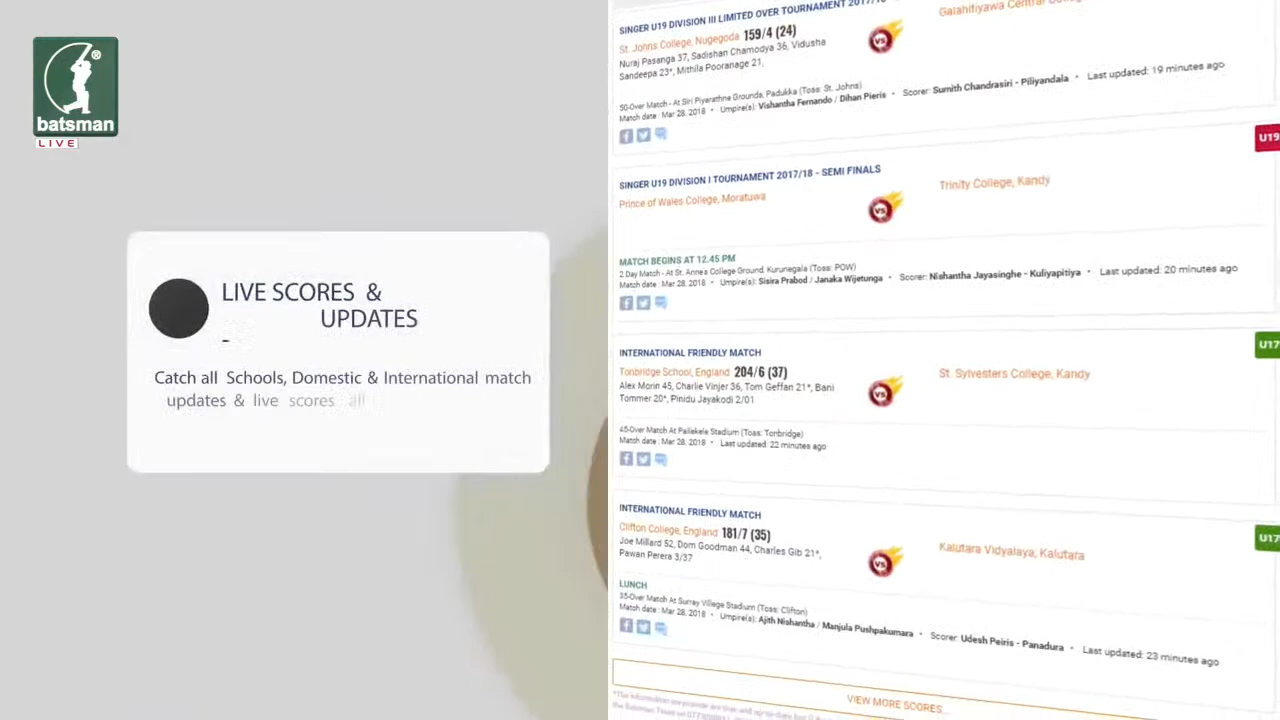 batsman
LIVE
LIVE SCORES &
UPDATES
Catch all Schools, Domestic & International match
updates & live scores all
SINGER U19 DIVISION III LIMITED OVER TOURNAMENT 2017/18
St. Johns College, Nugegoda 159/4 (24)
Galahitiyawa Central
Nuraj Pasanga 37, Sadishan Chamodya 36, Vidusha
Sandeepa 23*, Mithila Pooranage 21,
50-Over Match - At Siri Piyarathne Grounds, Padukka (Toss: St. Johns)
Match date : Mar 28, 2018 • Umpire(s): Vishantha Fernando / Dihan Pieris • Scorer: Sumith Chandrasiri - Piliyandala • Last updated: 19 minutes ago
U19
SINGER U19 DIVISION I TOURNAMENT 2017/18 - SEMI FINALS
Prince of Wales College, Moratuwa
VS
Trinity College, Kandy
MATCH BEGINS AT 12.45 PM
2 Day Match - At St. Anne's College Ground, Kurunegala (Toss: POW)
Match date : Mar 28, 2018 • Umpire(s): Sisira Prabod / Janaka Wijetunga • Scorer: Nishantha Jayasinghe - Kuliyapitiya • Last updated: 20 minutes ago
U17
INTERNATIONAL FRIENDLY MATCH
Tonbridge School, England 204/6 (37)
VS
St. Sylvesters College, Kandy
Alex Morin 45, Charlie Vinjer 36, Tom Geffan 21*, Bani
Tommer 20*, Pinidu Jayakodi 2/01
45-Over Match At Pallekele Stadium (Toss: Tonbridge)
Match date : Mar 28, 2018 • Last updated: 22 minutes ago
U17
INTERNATIONAL FRIENDLY MATCH
Clifton College, England 181/7 (35)
VS
Kalutara Vidyalaya, Kalutara
Joe Millard 52, Dom Goodman 44, Charles Gib 21*,
Pawan Perera 3/37
LUNCH
35-Over Match At Surray Village Stadium (Toss: Clifton)
Match date : Mar 28, 2018 • Umpire(s): Ajith Nishantha / Manjula Pushpakumara • Scorer: Udesh Peiris - Panadura • Last updated: 23 minutes ago
VIEW MORE SCORES...